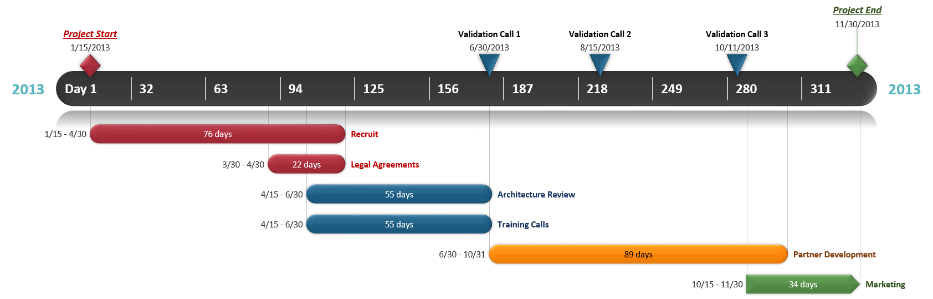 Project Start
1/15/2013
Validation Call 1
6/30/2013
Validation Call 2
8/15/2013
Validation Call 3
10/11/2013
Project End
11/30/2013
2013 Day 1 32 63 94 125 156 187 218 249 280 311 2013
1/15 - 4/30 76 days Recruit
3/30 - 4/30 22 days Legal Agreements
4/15 - 6/30 55 days Architecture Review
4/15 - 6/30 55 days Training Calls
6/30 - 10/31 89 days Partner Development
10/15 - 11/30 34 days Marketing